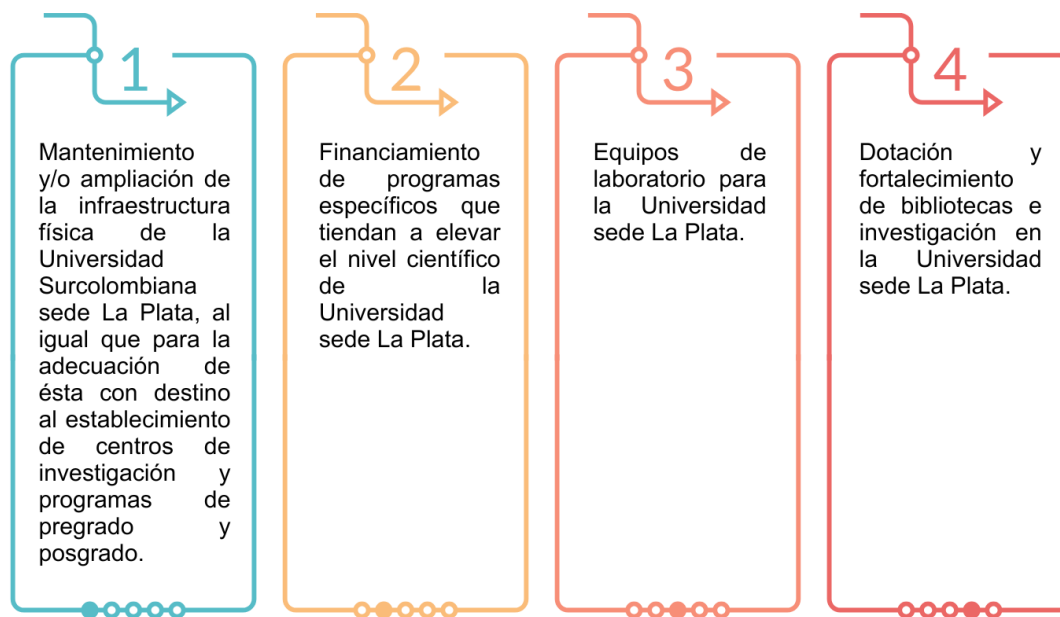 1
Mantenimiento
y/o ampliación de
la infraestructura
física de la
Universidad
Surcolombiana
sede La Plata, al
igual que para la
adecuación de
ésta con destino
al establecimiento
de centros de
investigación y
programas de
pregrado y
posgrado.
2
Financiamiento
de programas
específicos que
tiendan a elevar
el nivel científico
de la
Universidad
sede La Plata.
3
Equipos de
laboratorio para
la Universidad
sede La Plata.
4
Dotación y
fortalecimiento
de bibliotecas e
investigación en
la Universidad
sede La Plata.